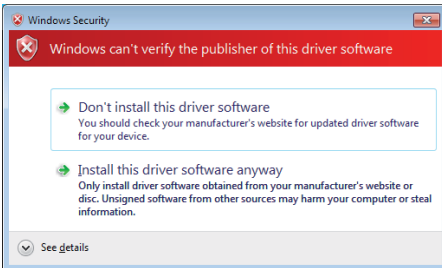 Windows Security
Windows can't verify the publisher of this driver software
Don't install this driver software
You should check your manufacturer's website for updated driver software
for your device.
Install this driver software anyway
Only install driver software obtained from your manufacturer's website or
disc. Unsigned software from other sources may harm your computer or steal
information.
See details